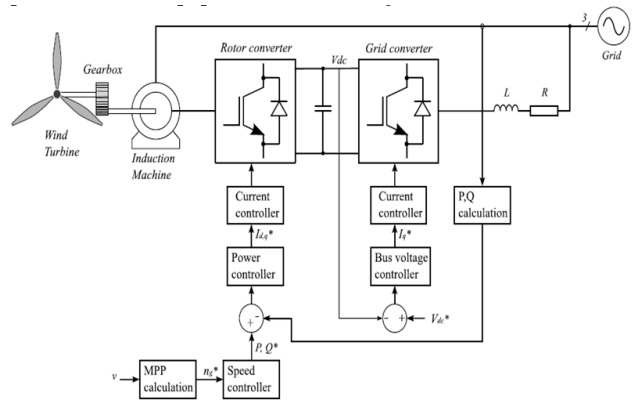 3
Grid
Rotor converter
Vdc
Grid converter
Gearbox
L
R
Wind
Turbine
Induction
Machine
Current
controller
Current
controller
P,Q
calculation
Id,q*
Iq*
Power
controller
Bus voltage
controller
+
-
-
+
Vdc*
P, Q*
v
MPP
calculation
ng*
Speed
controller